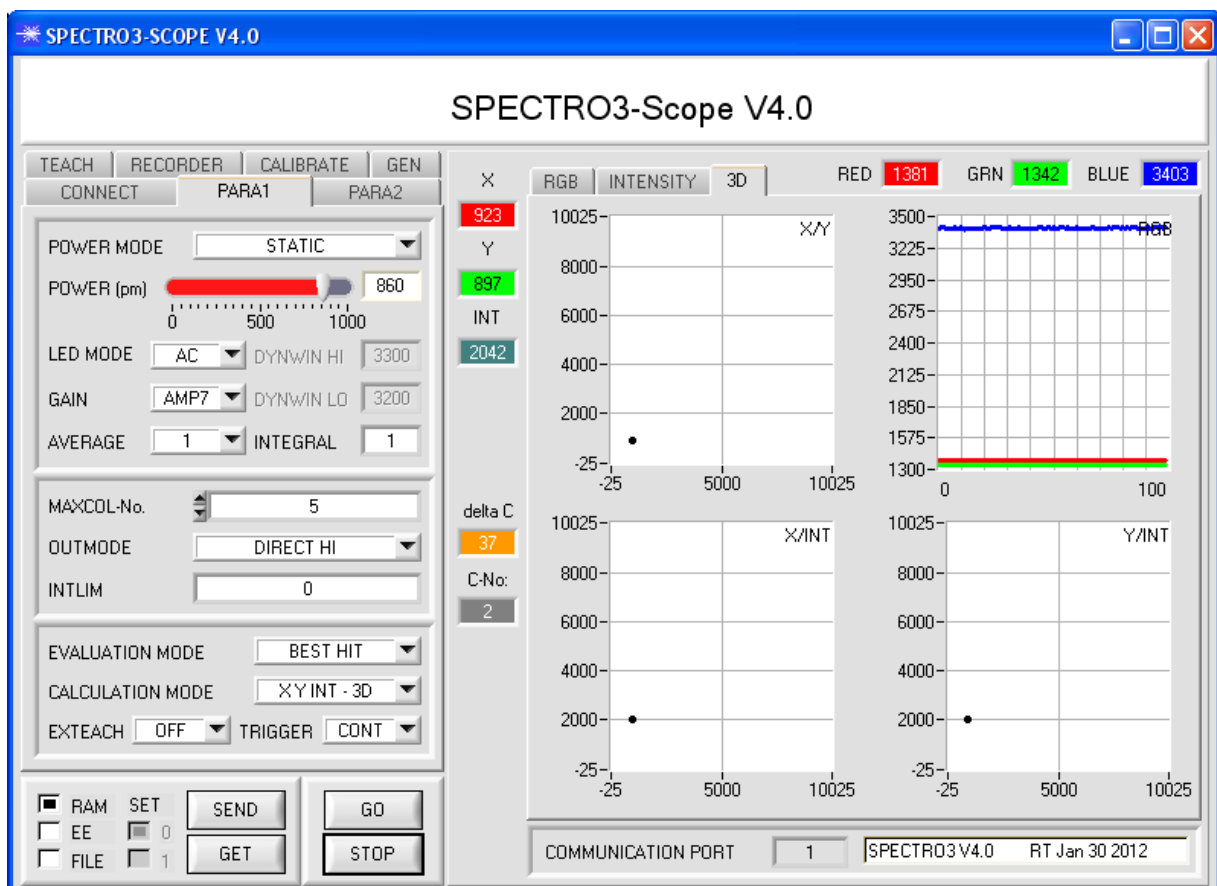 SPECTRO3-SCOPE V4.0
SPECTRO3-Scope V4.0
TEACH RECORDER CALIBRATE GEN
CONNECT PARA1 PARA2
POWER MODE STATIC
POWER (pm) 860
0 500 1000
LED MODE AC DYNWIN HI 3300
GAIN AMP7 DYNWIN LO 3200
AVERAGE 1 INTEGRAL 1
MAXCOL-No. 5
OUTMODE DIRECT HI
INTLIM 0
EVALUATION MODE BEST HIT
CALCULATION MODE X Y INT - 3D
EXTEACH OFF TRIGGER CONT
RAM SET SEND GO
EE 0
FILE 1 GET STOP
X
923
Y
897
INT
2042
delta C
37
C-No:
2
RGB INTENSITY 3D RED 1381 GRN 1342 BLUE 3403
X/Y
10025
8000
6000
4000
2000
-25
-25 5000 10025
RGB
3500
3225
2950
2675
2400
2125
1850
1575
1300
0 100
X/INT
10025
8000
6000
4000
2000
-25
-25 5000 10025
Y/INT
10025
8000
6000
4000
2000
-25
-25 5000 10025
COMMUNICATION PORT 1 SPECTRO3 V4.0 RT Jan 30 2012